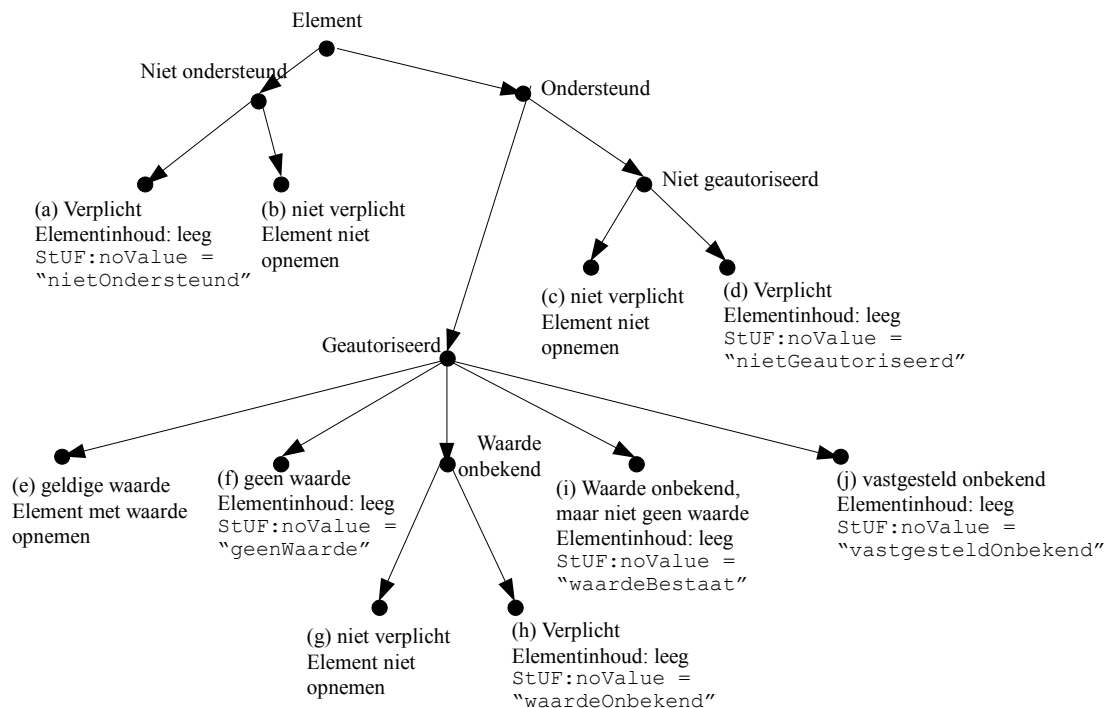 Element
Niet ondersteund
Ondersteund
Niet geautoriseerd
(a) Verplicht
Elementinhoud: leeg
StUF:noValue =
“nietOndersteund”
(b) niet verplicht
Element niet
opnemen
(c) niet verplicht
Element niet
opnemen
(d) Verplicht
Elementinhoud: leeg
StUF:noValue =
“nietGeautoriseerd”
Geautoriseerd
(e) geldige waarde
Element met waarde
opnemen
(f) geen waarde
Elementinhoud: leeg
StUF:noValue =
“geenWaarde”
Waarde
onbekend
(i) Waarde onbekend,
maar niet geen waarde
Elementinhoud: leeg
StUF:noValue =
“waardeBestaat”
(j) vastgesteld onbekend
Elementinhoud: leeg
StUF:noValue =
“vastgesteldOnbekend”
(g) niet verplicht
Element niet
opnemen
(h) Verplicht
Elementinhoud: leeg
StUF:noValue =
“waardeOnbekend”